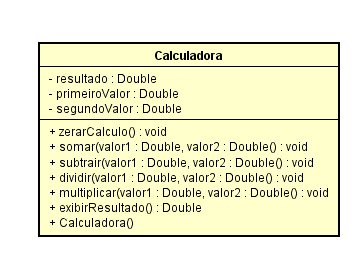 Calculadora
- resultado : Double
- primeiroValor : Double
- segundoValor : Double
+ zerarCalculo() : void
+ somar(valor1 : Double, valor2 : Double() : void
+ subtrair(valor1 : Double, valor2 : Double() : void
+ dividir(valor1 : Double, valor2 : Double() : void
+ multiplicar(valor1 : Double, valor2 : Double() : void
+ exibirResultado() : Double
+ Calculadora()